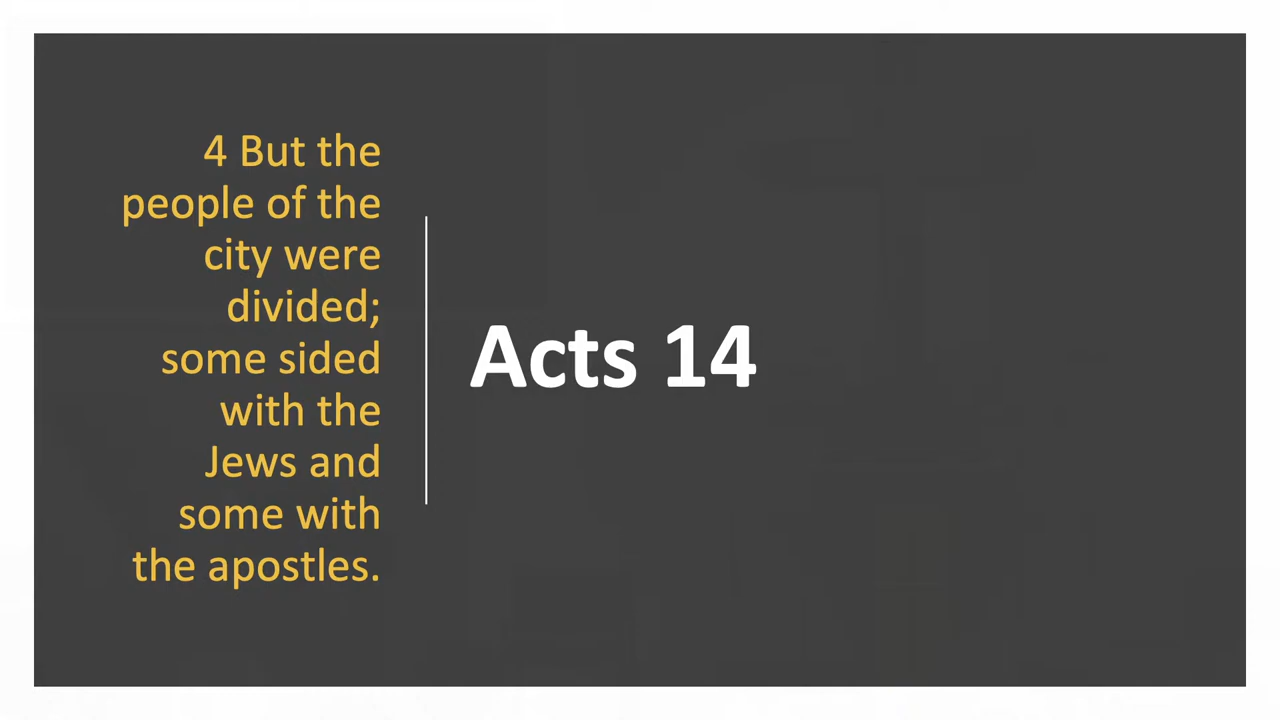 4 But the
people of the
city were
divided;
some sided
with the
Jews and
some with
the apostles.
Acts 14